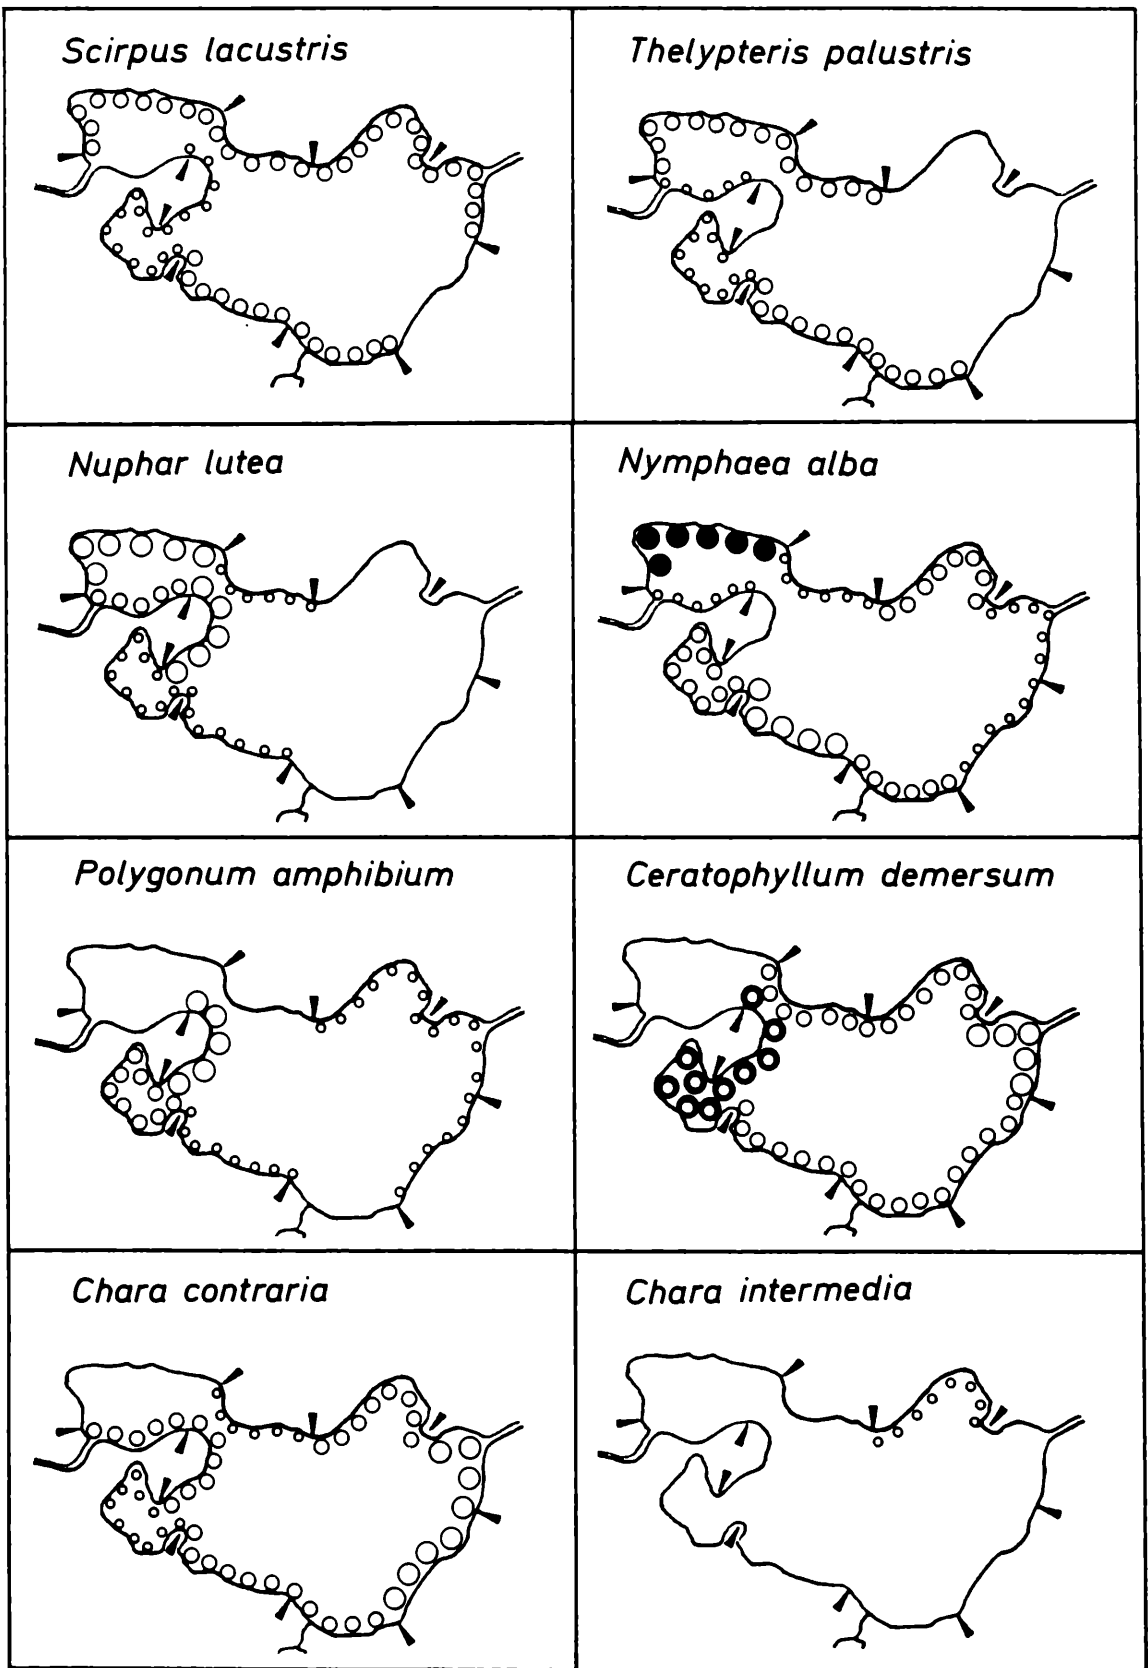 Scirpus lacustris
Thelypteris palustris
Nuphar lutea
Nymphaea alba
Polygonum amphibium
Ceratophyllum demersum
Chara contraria
Chara intermedia